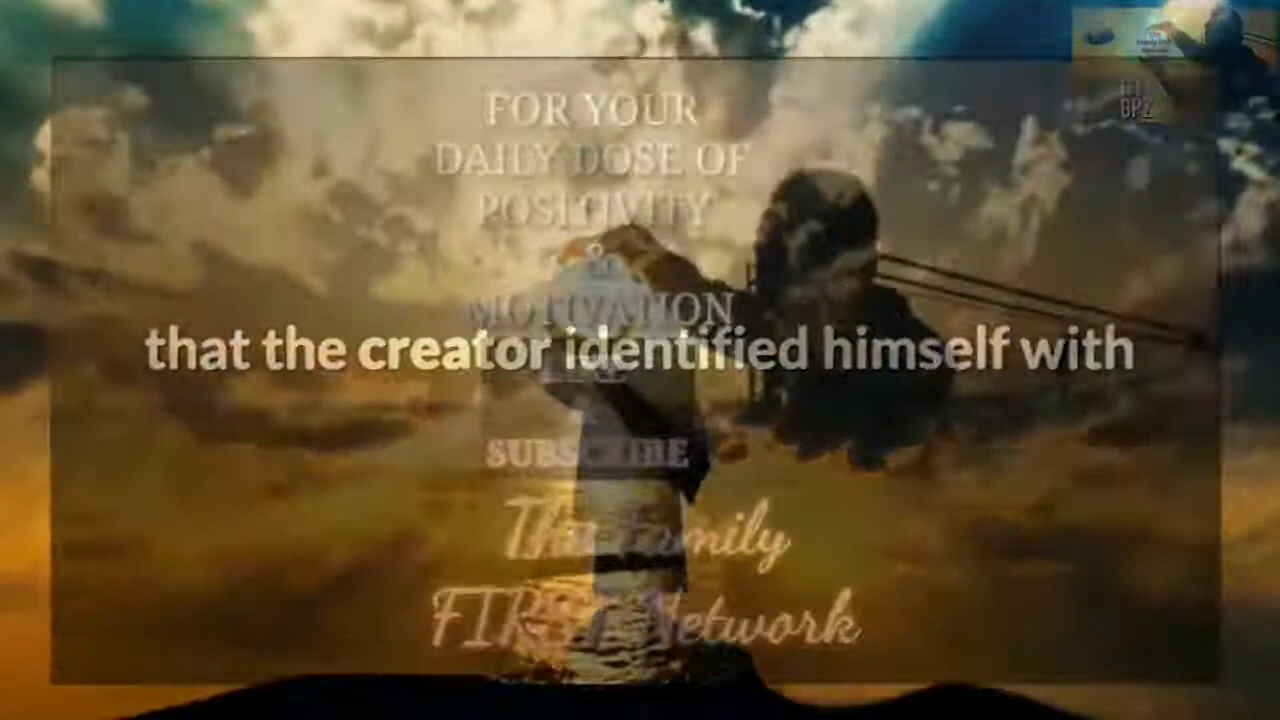 FOR YOUR
DAILY DOSE OF
POSITIVITY
&
MOTIVATION
that the creator identified himself with
SUBSCRIBE
The Family
FIRST Network